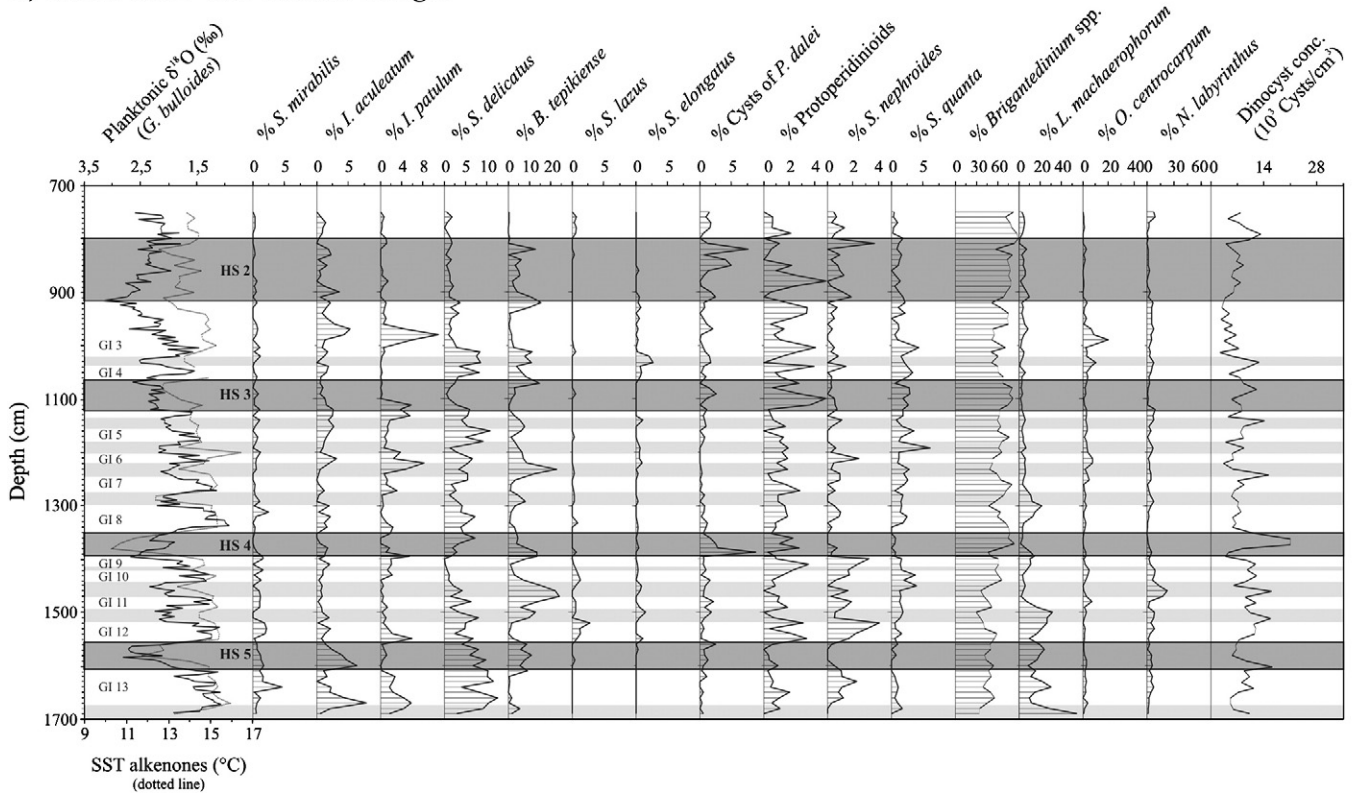 Planktonic δ¹⁸O (‰)
(G. bulloides)
% S. mirabilis
% I. aculeatum
% I. patulum
% S. delicatus
% B. tepikiense
% S. lazus
% S. elongatus
% Cysts of P. dalei
% Protoperidinioids
% S. nephroides
% S. quanta
% Brigantedinium spp.
% L. machaerophorum
% O. centrocarpum
% N. labyrinthus
Dinocyst conc.
(10³ Cysts/cm³)
3,5 2,5 1,5 0 5 0 5 0 4 8 0 5 10 0 10 20 0 5 0 5 0 5 0 2 4 0 2 4 0 5 0 30 60 0 20 40 0 20 40 0 30 60 0 14 28
700
HS 2
900
GI 3
GI 4
HS 3
1100
GI 5
GI 6
GI 7
1300
GI 8
HS 4
GI 9
GI 10
GI 11
1500
GI 12
HS 5
GI 13
1700
Depth (cm)
9 11 13 15 17
SST alkenones (°C)
(dotted line)